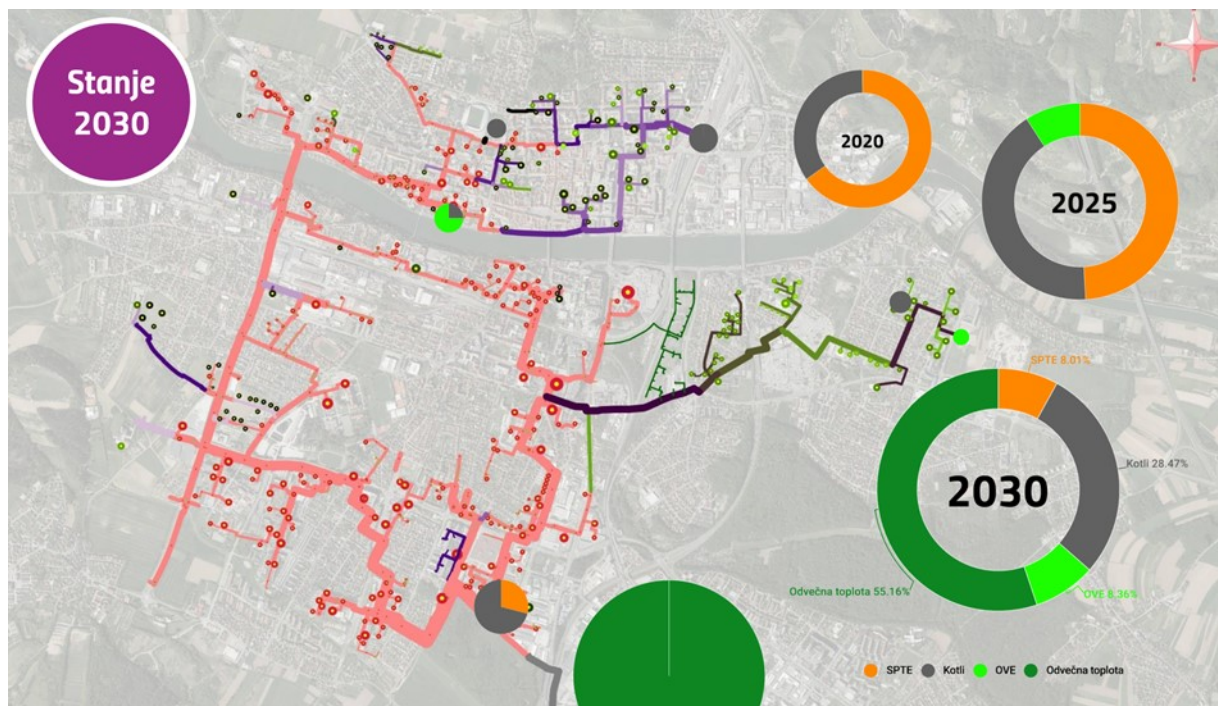 Stanje
2030
2020
2025
SPTE 8.01%
Kotli 28.47%
2030
Odvečna toplota 55.16%
OVE 8.36%
SPTE
Kotli
OVE
Odvečna toplota